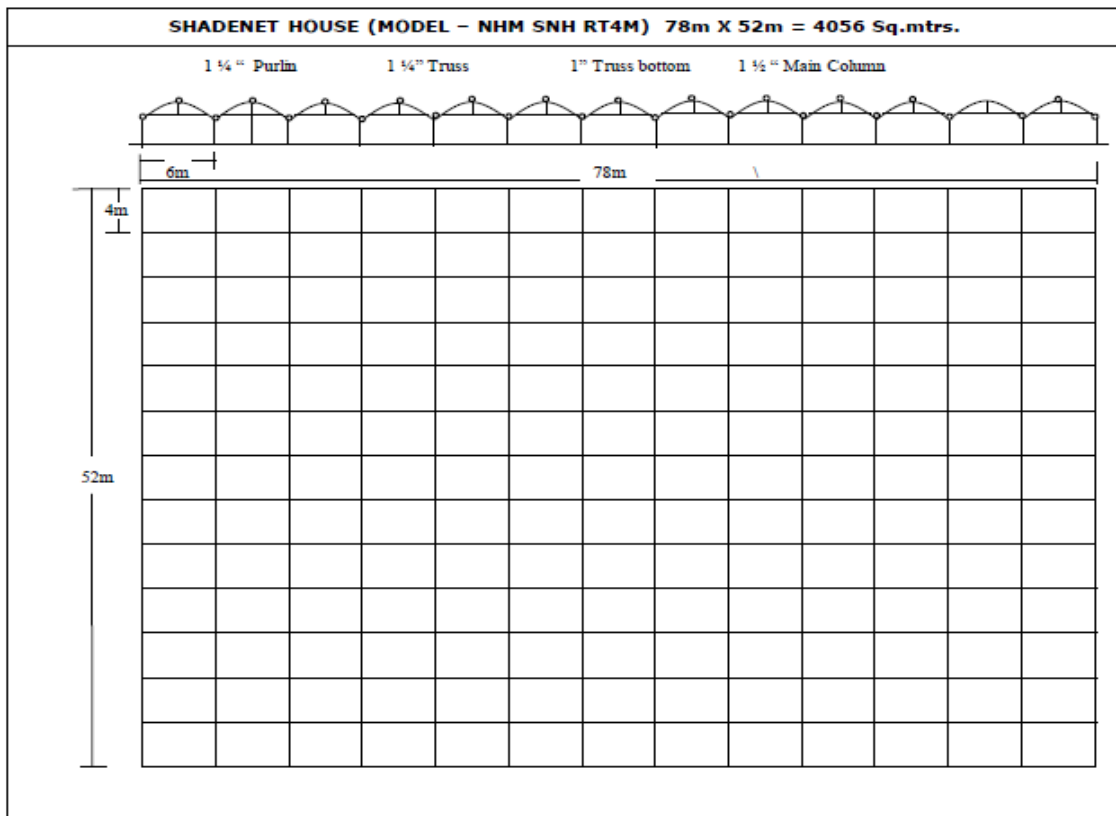 SHADENET HOUSE (MODEL – NHM SNH RT4M) 78m X 52m = 4056 Sq.mtrs.
1 ¼ “ Purlin 1 ¼” Truss 1” Truss bottom 1 ½ “ Main Column
6m 78m \
4m
52m